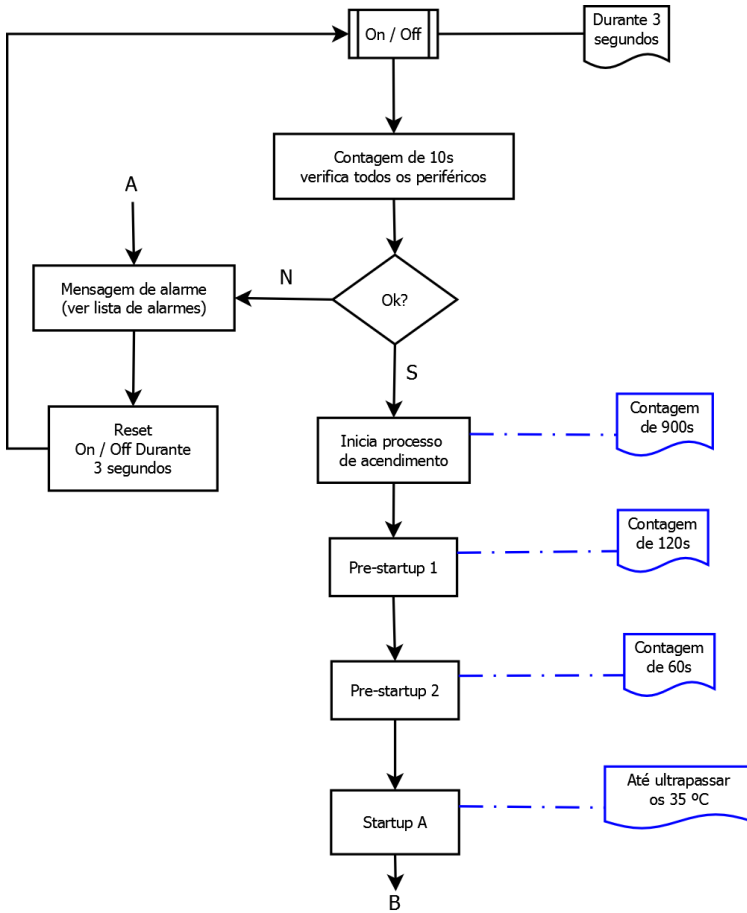 On / Off
Durante 3
segundos
Contagem de 10s
verifica todos os periféricos
A
Mensagem de alarme
(ver lista de alarmes)
N
Ok?
S
Reset
On / Off Durante
3 segundos
Inicia processo
de acendimento
Contagem
de 900s
Pre-startup 1
Contagem
de 120s
Pre-startup 2
Contagem
de 60s
Startup A
Até ultrapassar
os 35 ºC
B